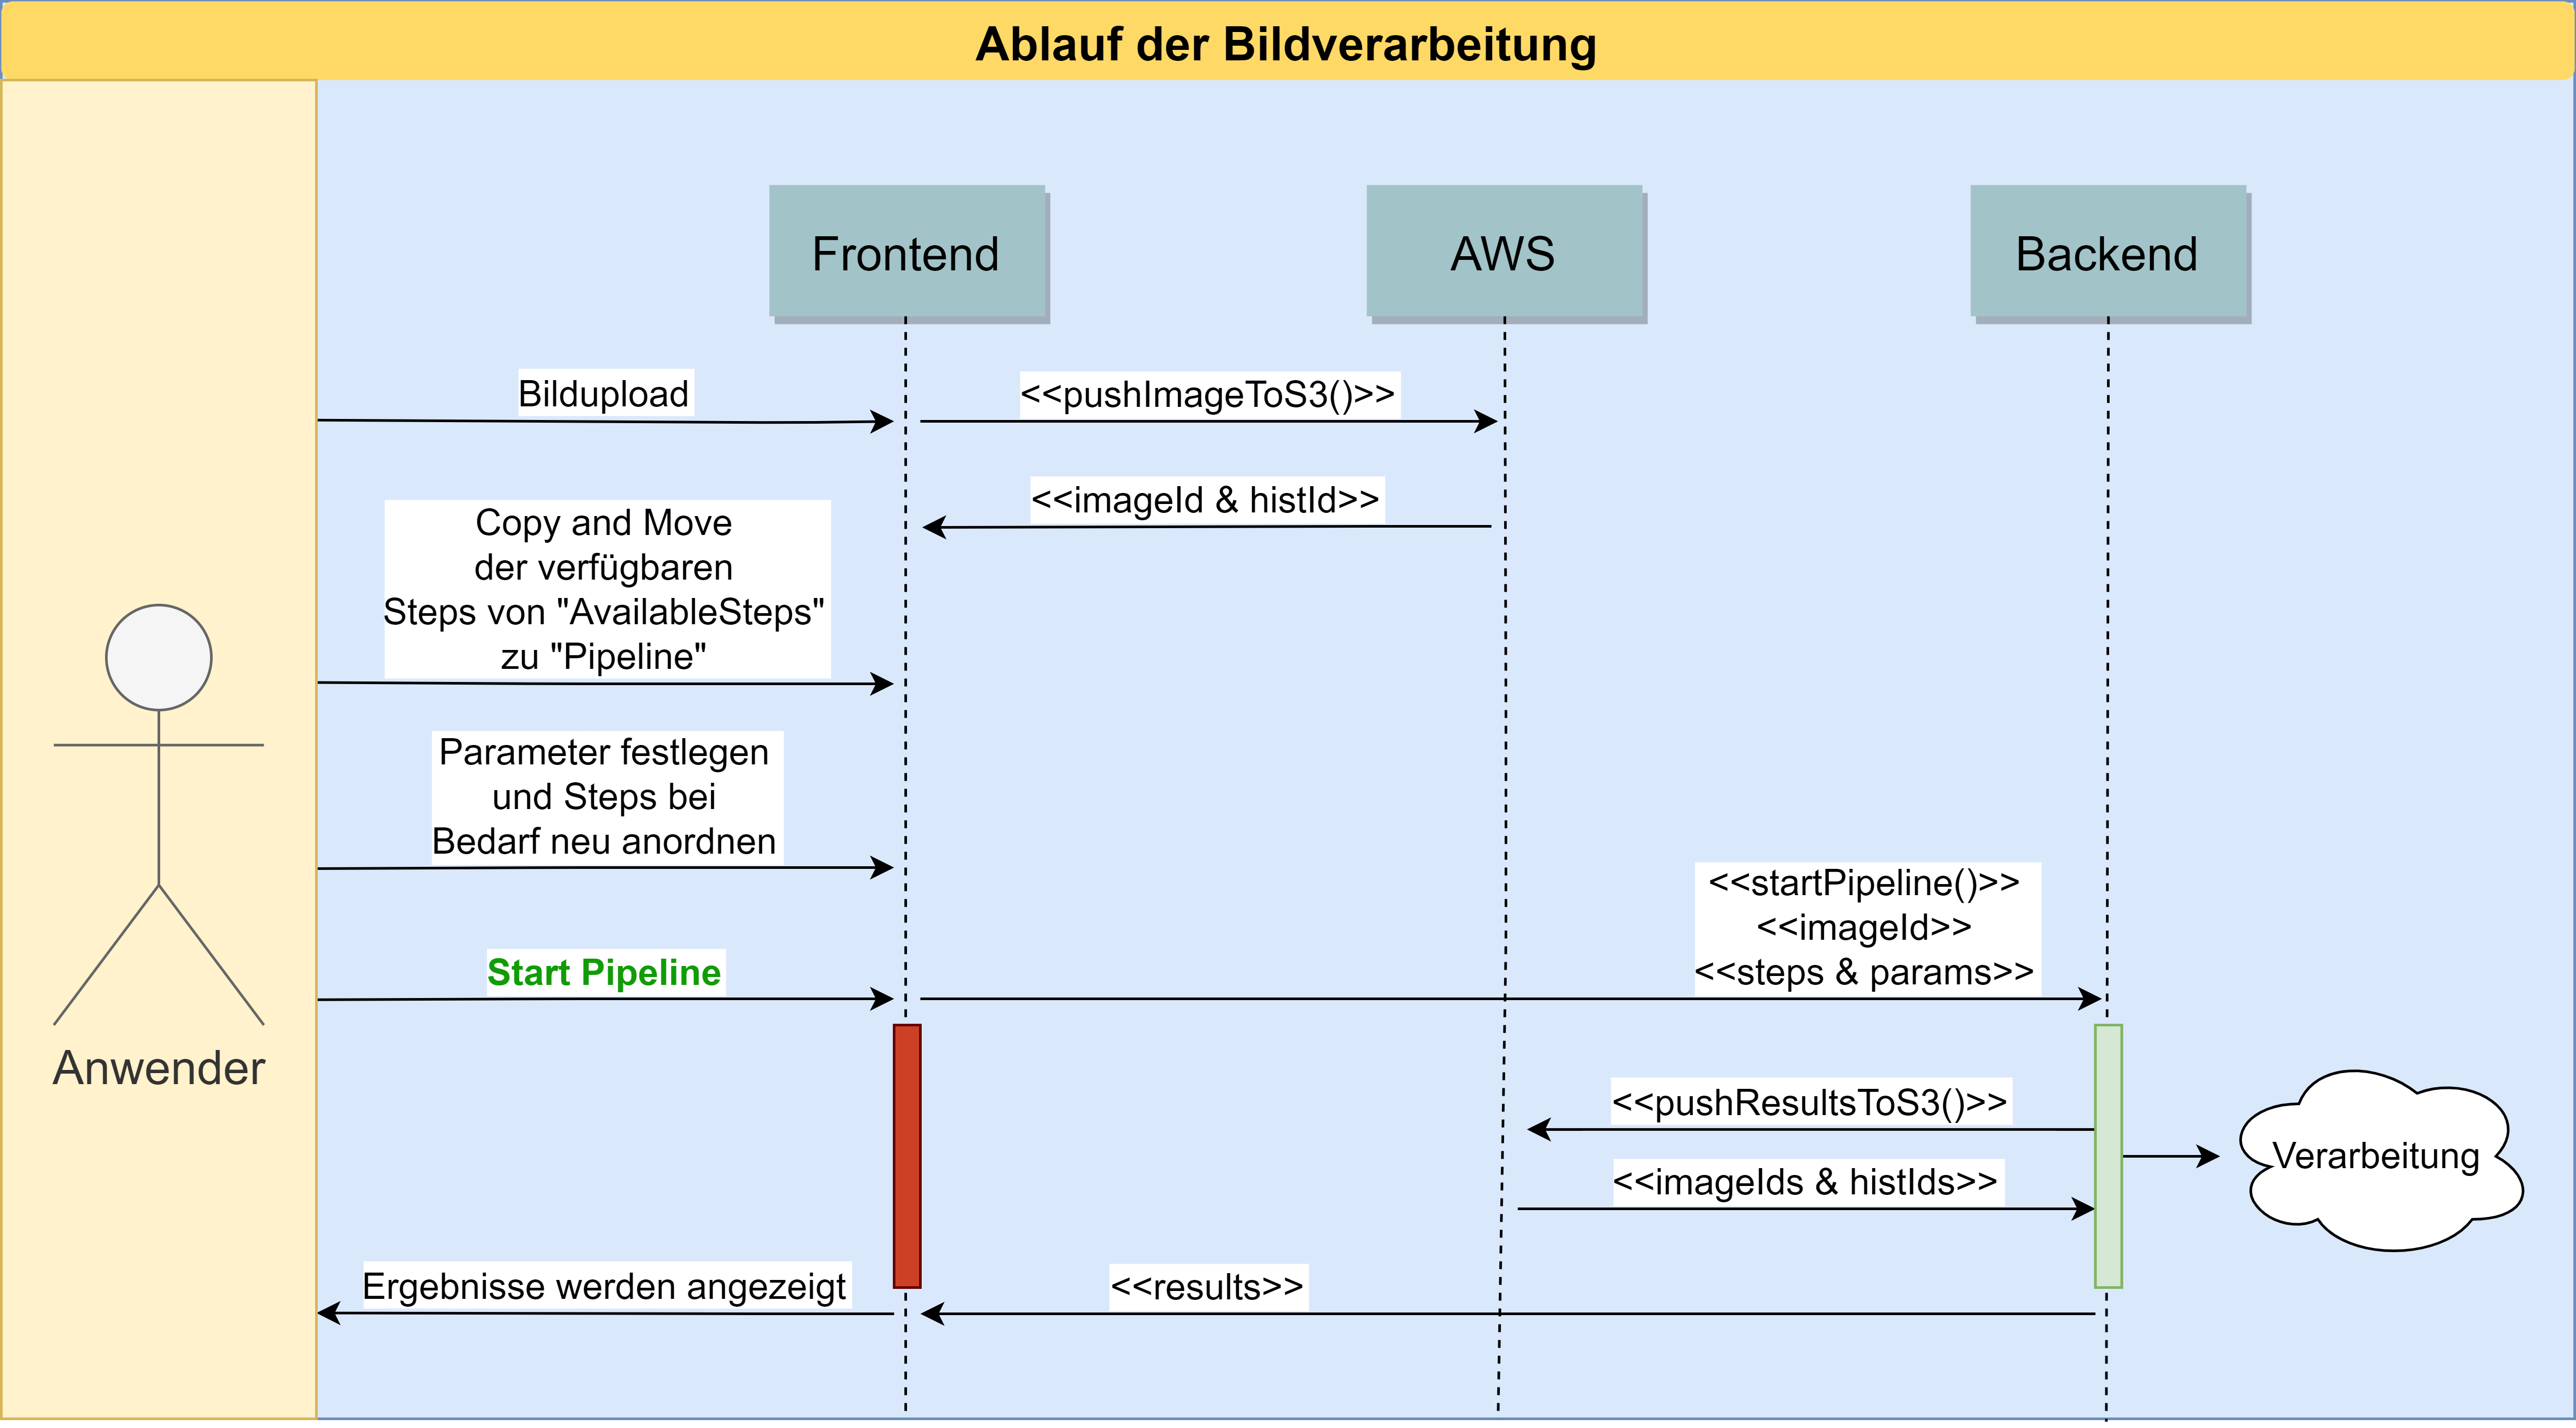 Ablauf der Bildverarbeitung
Frontend
AWS
Backend
Bildupload
<<pushImageToS3()>>
<<imageId & histId>>
Copy and Move
der verfügbaren
Steps von "AvailableSteps"
zu "Pipeline"
Parameter festlegen
und Steps bei
Bedarf neu anordnen
<<startPipeline()>>
<<imageId>>
<<steps & params>>
Start Pipeline
Anwender
<<pushResultsToS3()>>
Verarbeitung
<<imageIds & histIds>>
Ergebnisse werden angezeigt
<<results>>